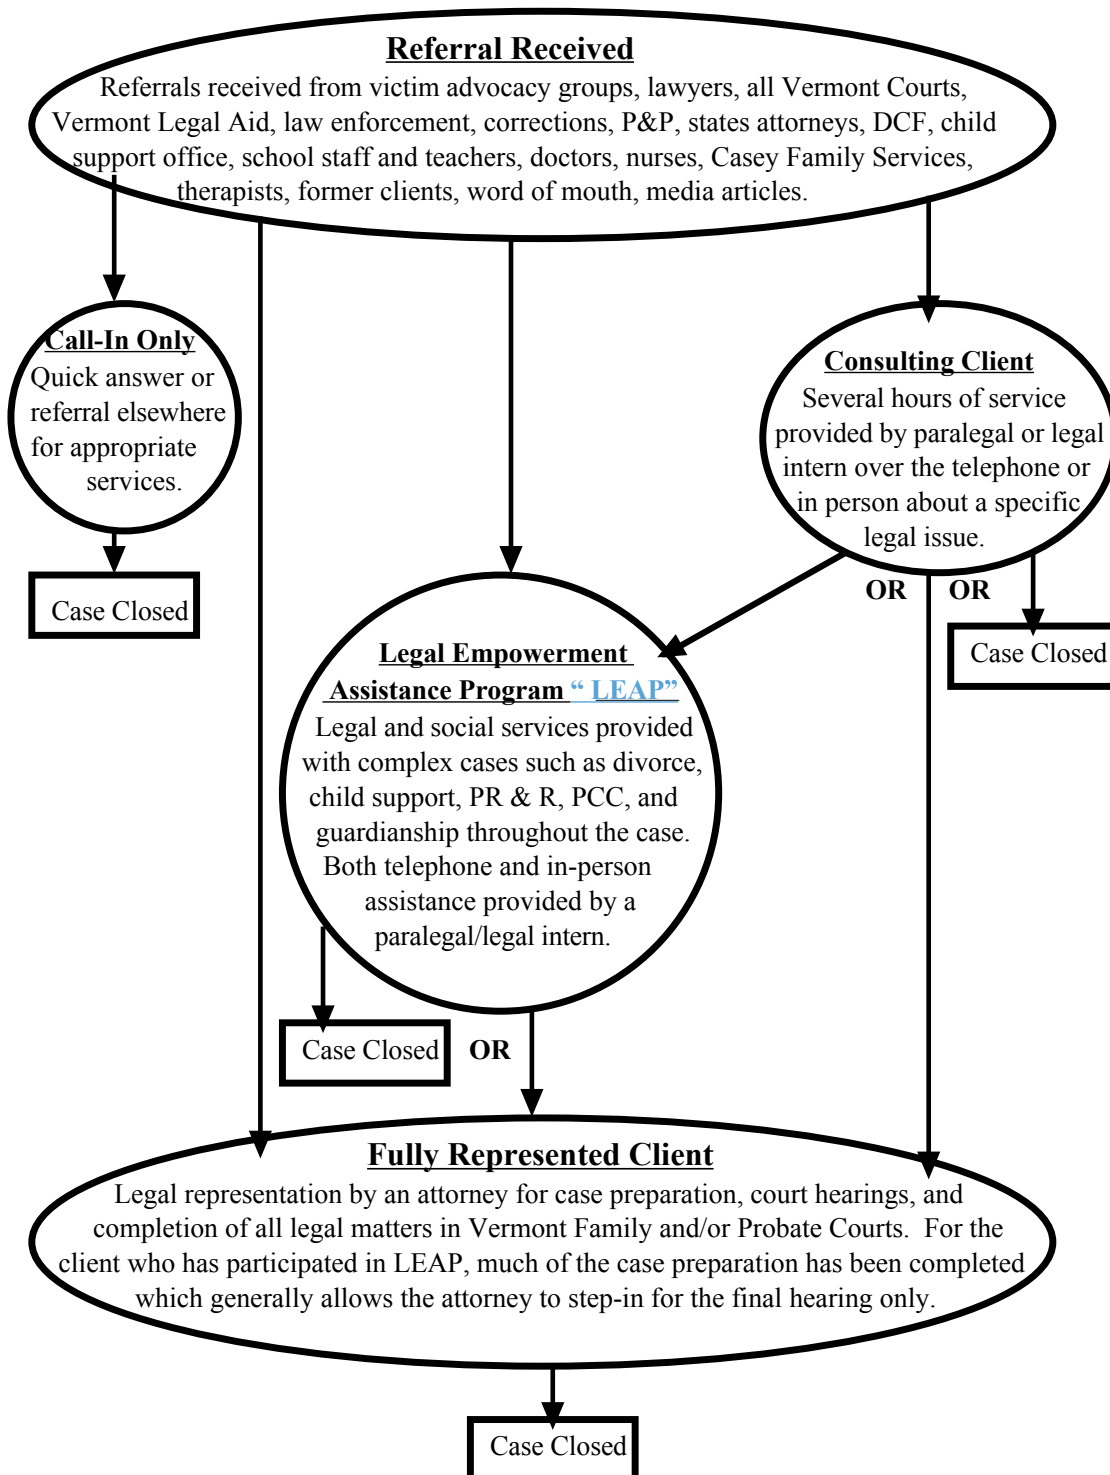 Referral Received
Referrals received from victim advocacy groups, lawyers, all Vermont Courts,
Vermont Legal Aid, law enforcement, corrections, P&P, states attorneys, DCF, child
support office, school staff and teachers, doctors, nurses, Casey Family Services,
therapists, former clients, word of mouth, media articles.
Call-In Only
Quick answer or
referral elsewhere
for appropriate
services.
Case Closed
Consulting Client
Several hours of service
provided by paralegal or legal
intern over the telephone or
in person about a specific
legal issue.
OR OR
Case Closed
Legal Empowerment
Assistance Program “ LEAP”
Legal and social services provided
with complex cases such as divorce,
child support, PR & R, PCC, and
guardianship throughout the case.
Both telephone and in-person
assistance provided by a
paralegal/legal intern.
Case Closed OR
Fully Represented Client
Legal representation by an attorney for case preparation, court hearings, and
completion of all legal matters in Vermont Family and/or Probate Courts.  For the
client who has participated in LEAP, much of the case preparation has been completed
which generally allows the attorney to step-in for the final hearing only.
Case Closed